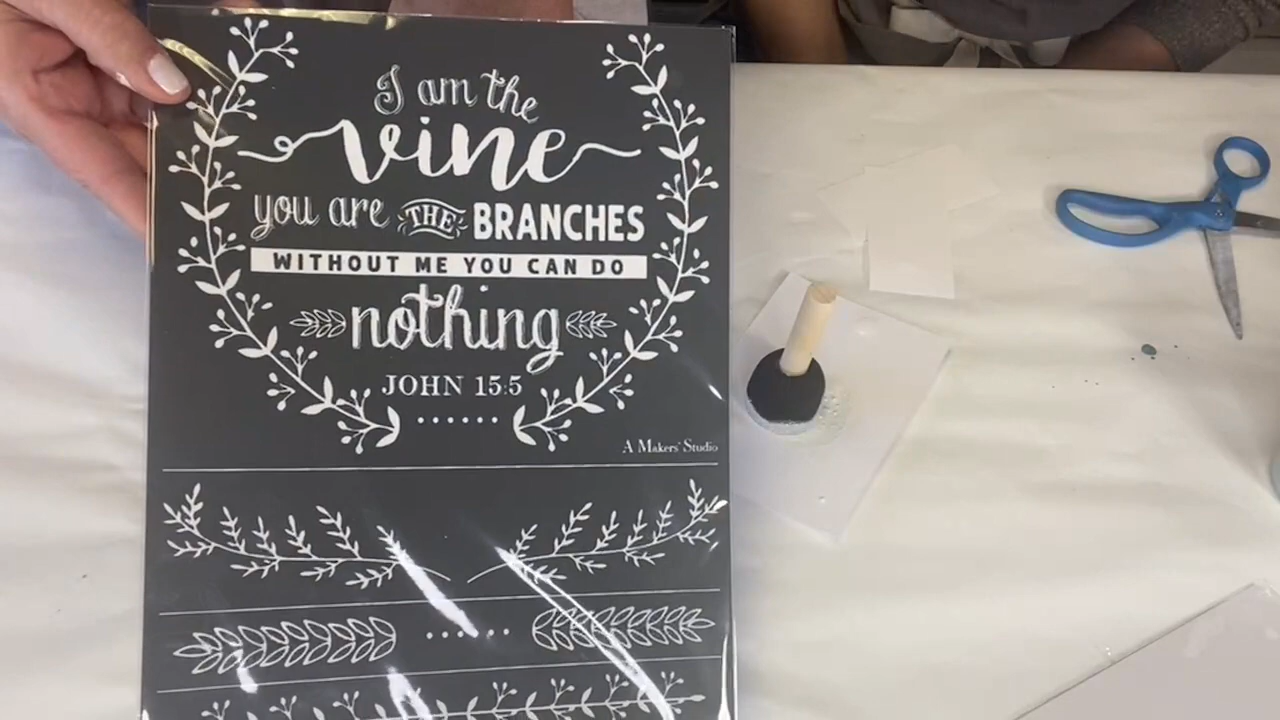 I am the
vine
you are THE BRANCHES
WITHOUT ME YOU CAN DO
nothing
JOHN 15:5
A Makers' Studio